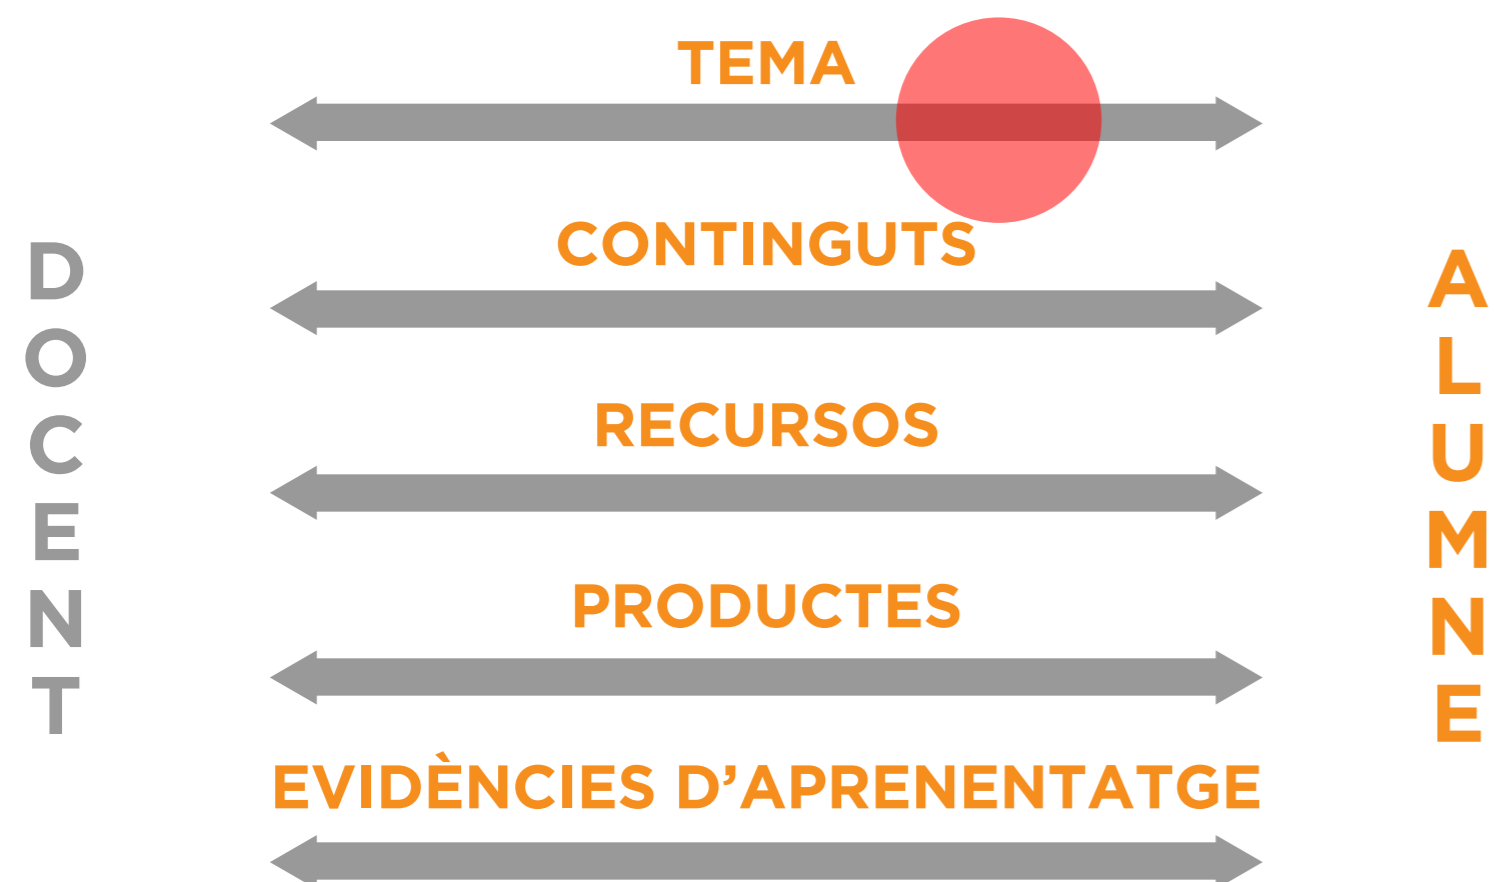 DOCENT
TEMA
CONTINGUTS
RECURSOS
PRODUCTES
EVIDÈNCIES D’APRENENTATGE
ALUMNE